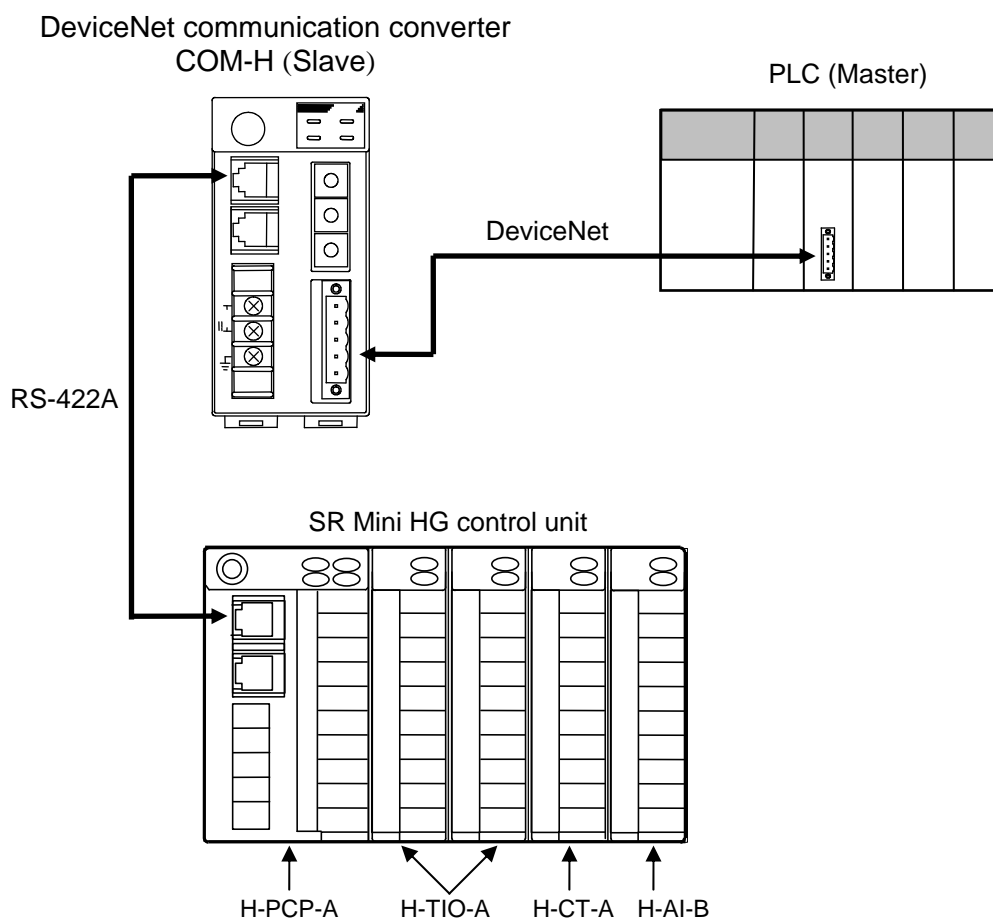 DeviceNet communication converter
COM-H (Slave)
PLC (Master)
DeviceNet
RS-422A
SR Mini HG control unit
H-PCP-A
H-TIO-A
H-CT-A
H-AI-B